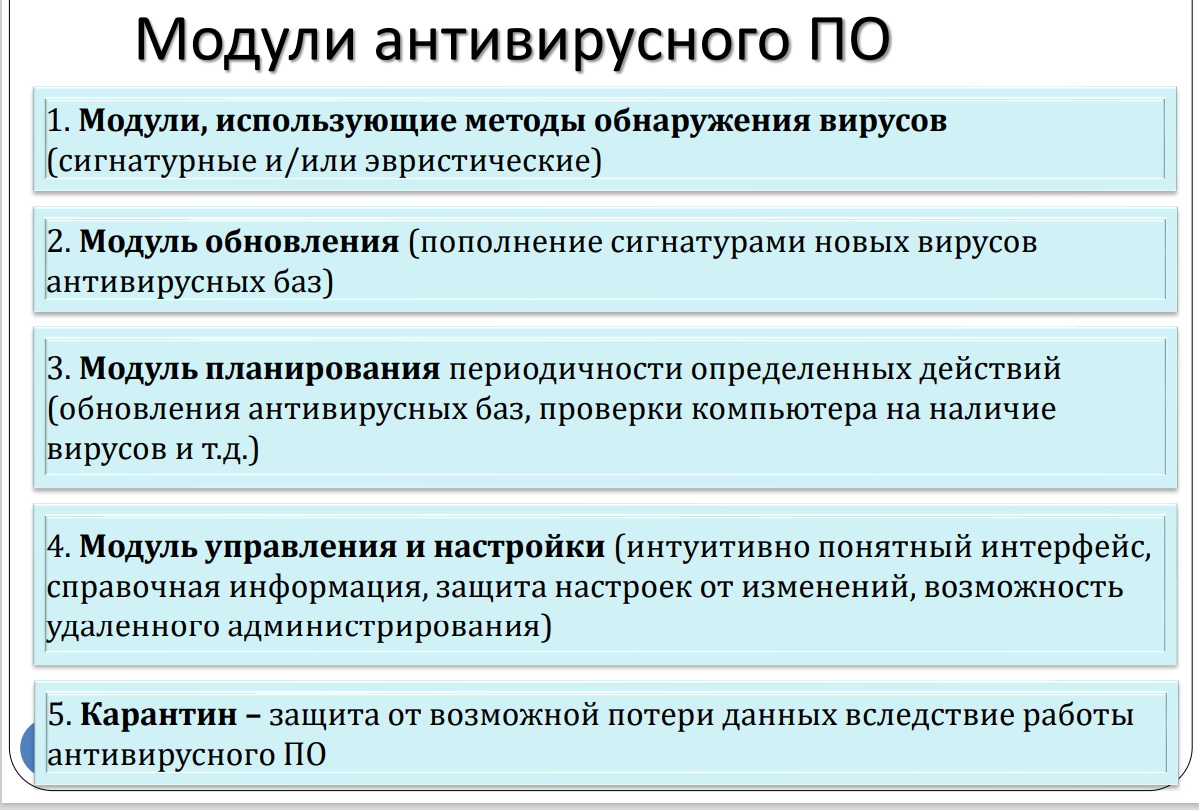 Модули антивирусного ПО
1. Модули, использующие методы обнаружения вирусов
(сигнатурные и/или эвристические)
2. Модуль обновления (пополнение сигнатурами новых вирусов
антивирусных баз)
3. Модуль планирования периодичности определенных действий
(обновления антивирусных баз, проверки компьютера на наличие
вирусов и т.д.)
4. Модуль управления и настройки (интуитивно понятный интерфейс,
справочная информация, защита настроек от изменений, возможность
удаленного администрирования)
5. Карантин – защита от возможной потери данных вследствие работы
антивирусного ПО